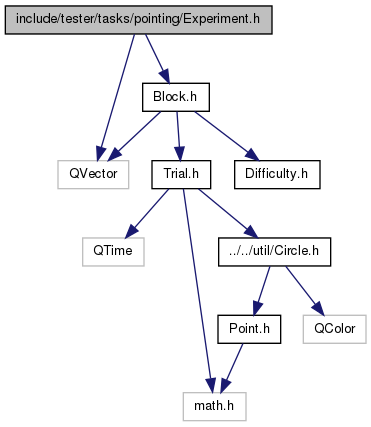 include/tester/tasks/pointing/Experiment.h
Block.h
QVector
Trial.h
Difficulty.h
QTime
../../util/Circle.h
Point.h
QColor
math.h